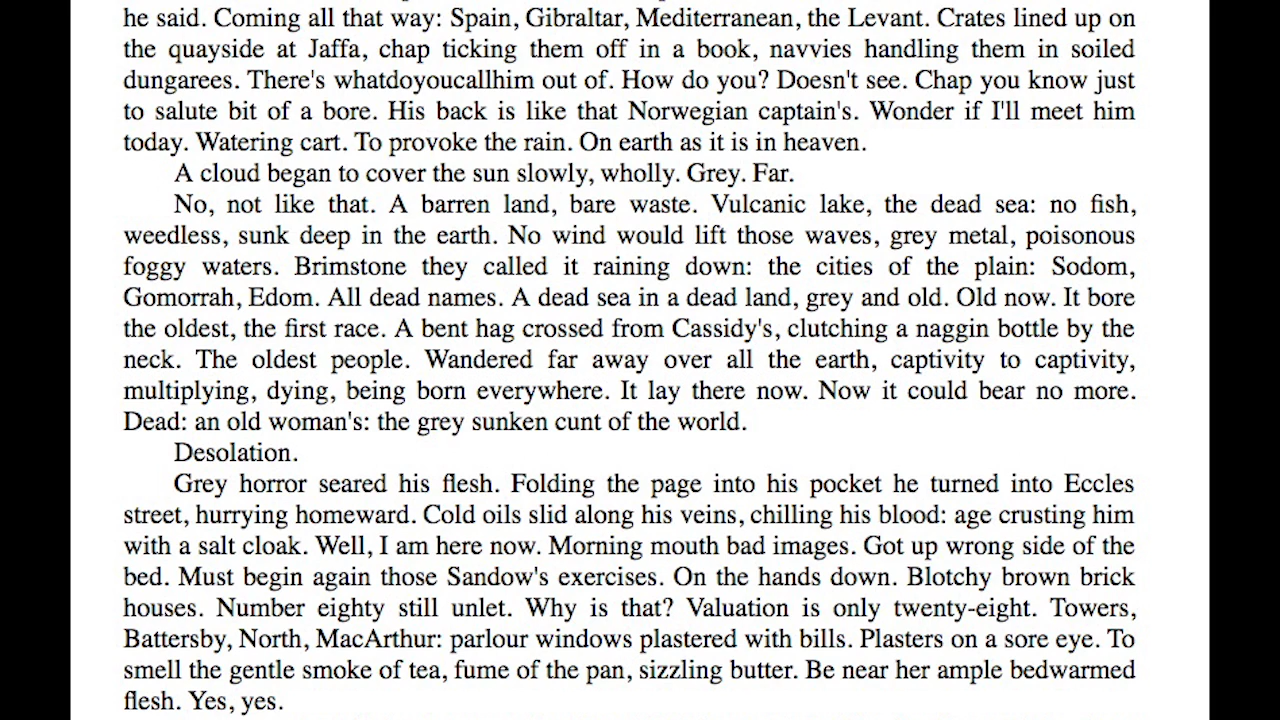 he said. Coming all that way: Spain, Gibraltar, Mediterranean, the Levant. Crates lined up on
the quayside at Jaffa, chap ticking them off in a book, navvies handling them in soiled
dungarees. There's whatdoyoucallhim out of. How do you? Doesn't see. Chap you know just
to salute bit of a bore. His back is like that Norwegian captain's. Wonder if I'll meet him
today. Watering cart. To provoke the rain. On earth as it is in heaven.
A cloud began to cover the sun slowly, wholly. Grey. Far.
No, not like that. A barren land, bare waste. Vulcanic lake, the dead sea: no fish,
weedless, sunk deep in the earth. No wind would lift those waves, grey metal, poisonous
foggy waters. Brimstone they called it raining down: the cities of the plain: Sodom,
Gomorrah, Edom. All dead names. A dead sea in a dead land, grey and old. Old now. It bore
the oldest, the first race. A bent hag crossed from Cassidy's, clutching a naggin bottle by the
neck. The oldest people. Wandered far away over all the earth, captivity to captivity,
multiplying, dying, being born everywhere. It lay there now. Now it could bear no more.
Dead: an old woman's: the grey sunken cunt of the world.
Desolation.
Grey horror seared his flesh. Folding the page into his pocket he turned into Eccles
street, hurrying homeward. Cold oils slid along his veins, chilling his blood: age crusting him
with a salt cloak. Well, I am here now. Morning mouth bad images. Got up wrong side of the
bed. Must begin again those Sandow's exercises. On the hands down. Blotchy brown brick
houses. Number eighty still unlet. Why is that? Valuation is only twenty-eight. Towers,
Battersby, North, MacArthur: parlour windows plastered with bills. Plasters on a sore eye. To
smell the gentle smoke of tea, fume of the pan, sizzling butter. Be near her ample bedwarmed
flesh. Yes, yes.